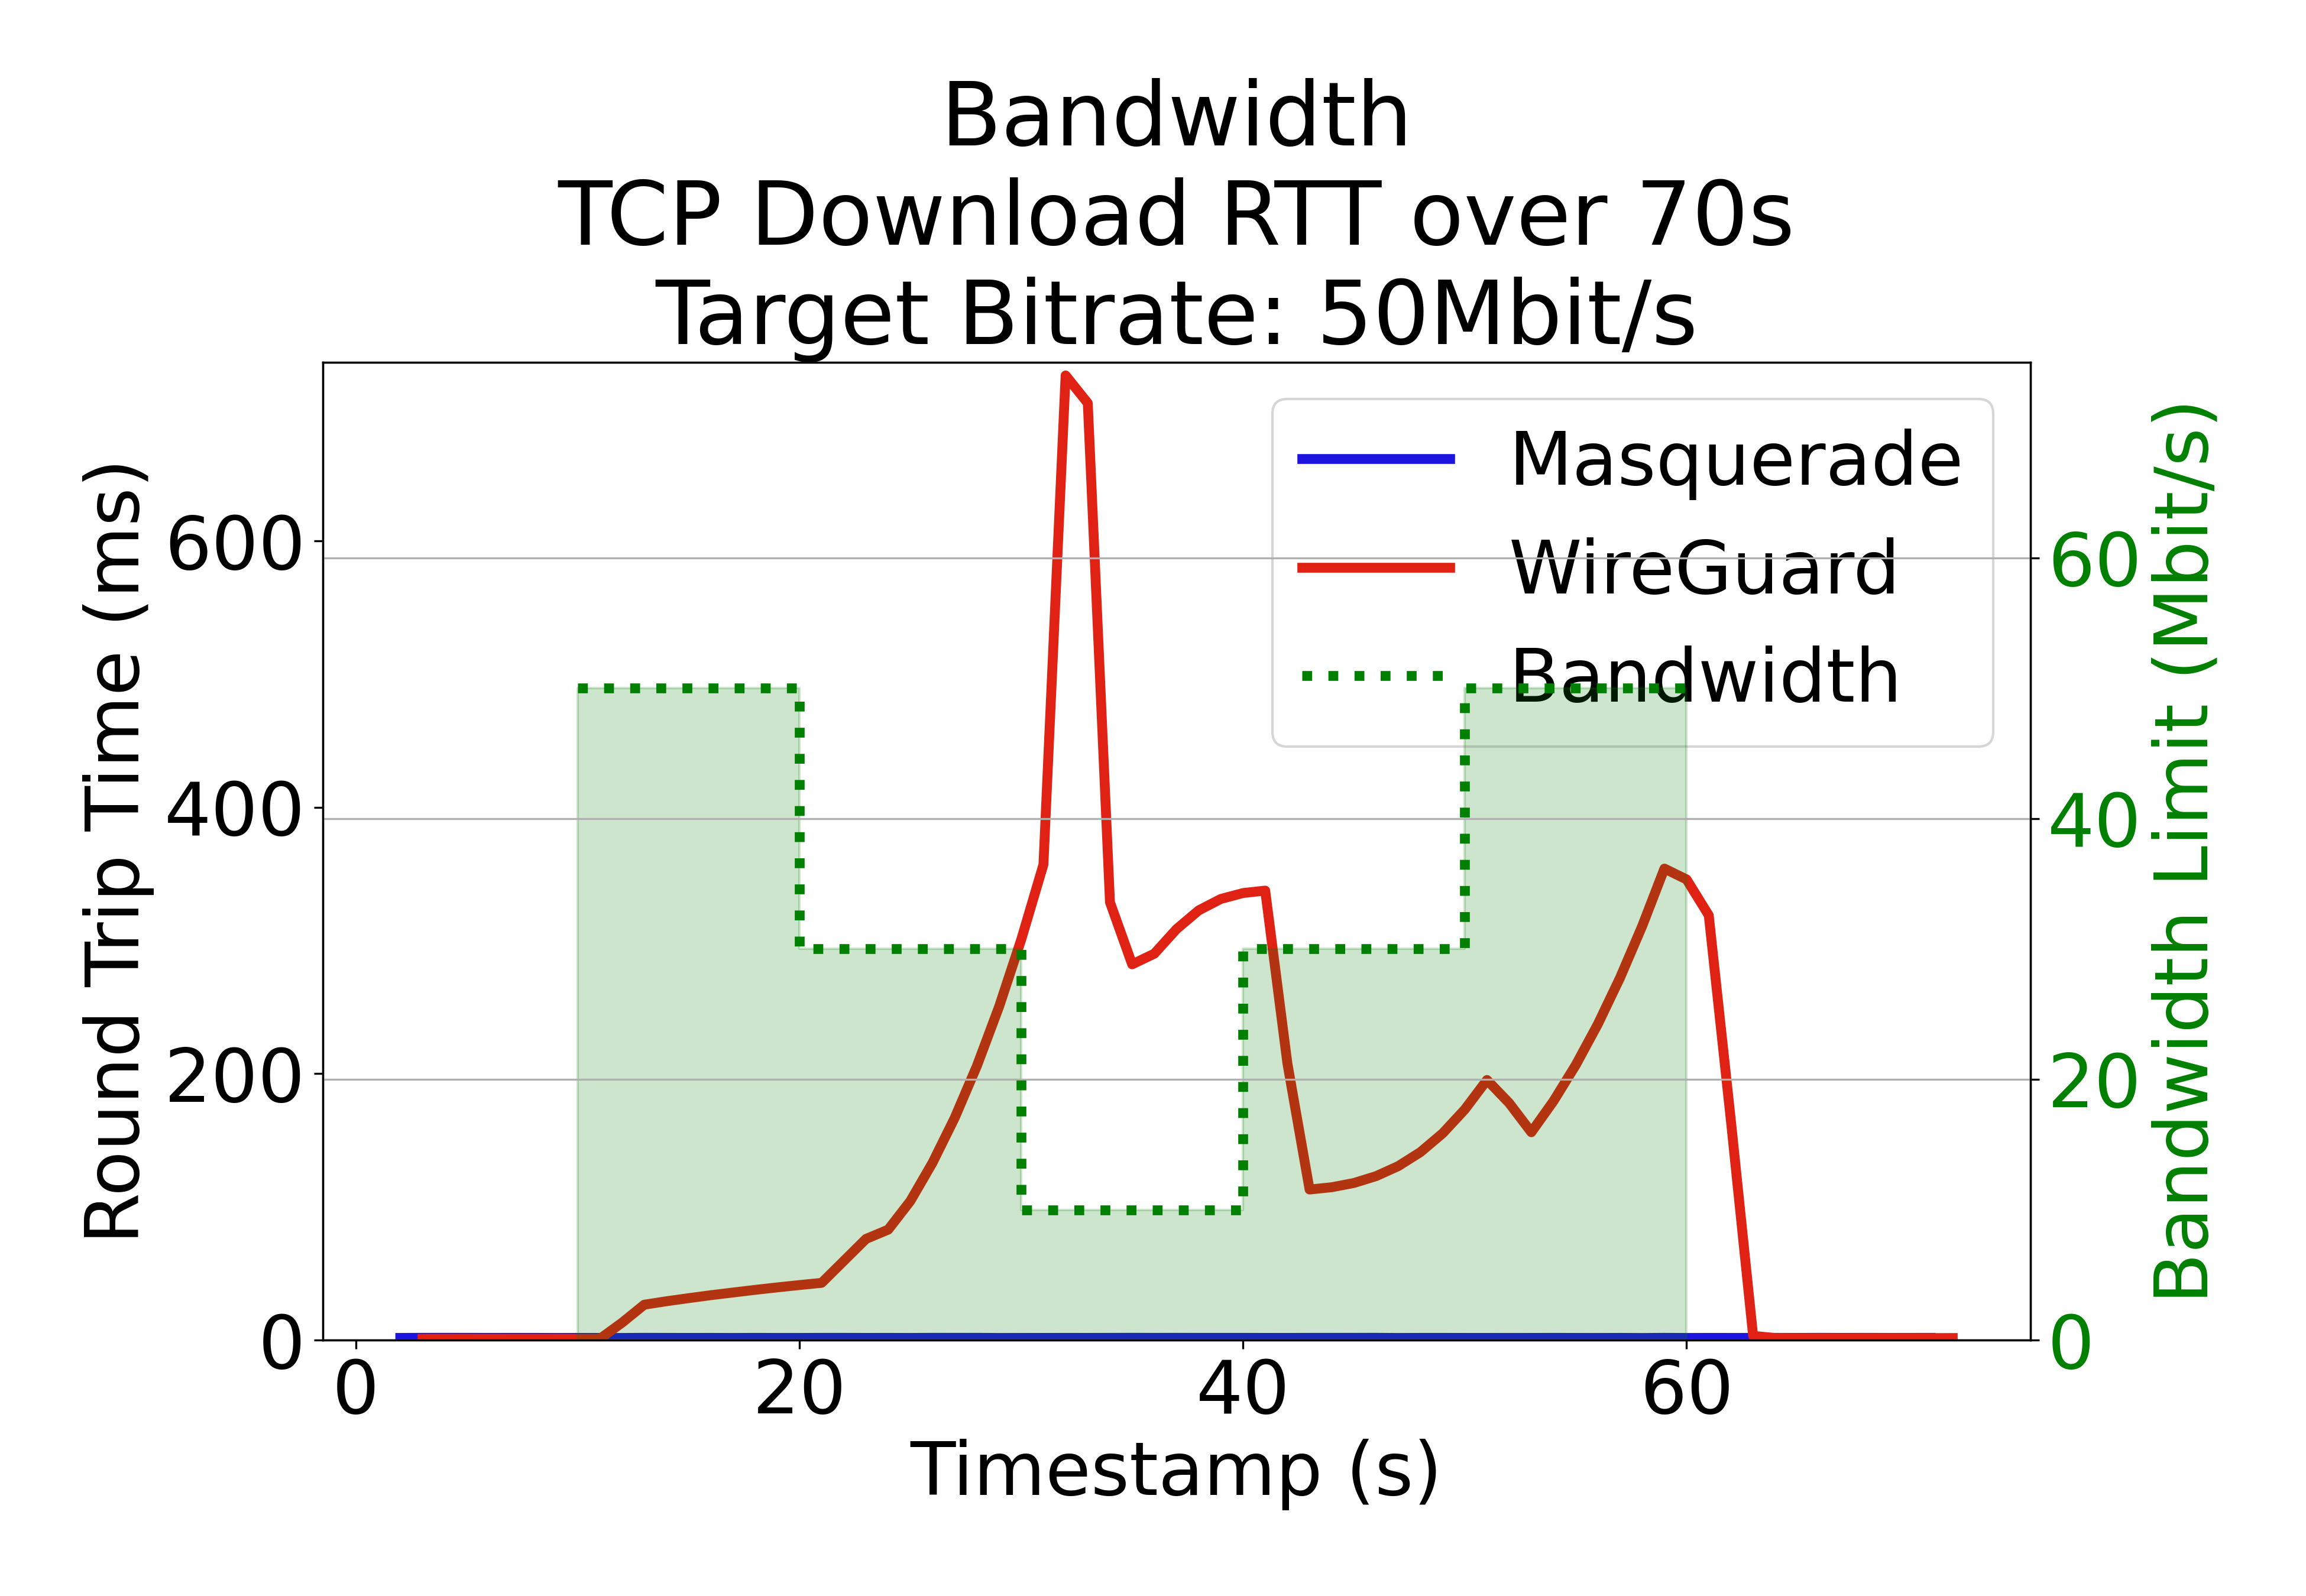 Bandwidth
TCP Download RTT over 70s
Target Bitrate: 50Mbit/s
Round Trip Time (ms)
600
400
200
0
Masquerade
WireGuard
Bandwidth
60
40
20
0
Bandwidth Limit (Mbit/s)
0 20 40 60
Timestamp (s)